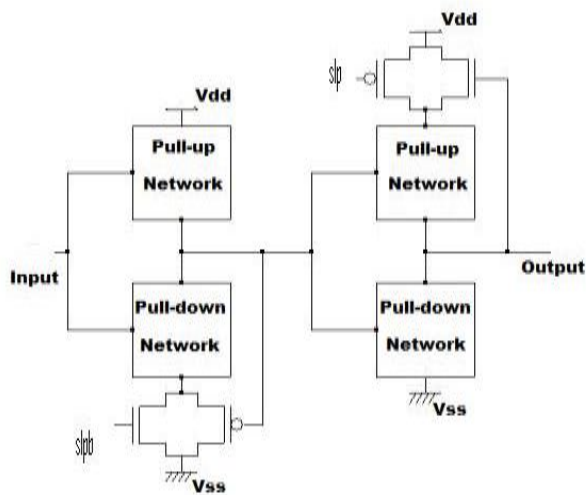 Vdd
slp
Vdd
Pull-up
Network
Pull-up
Network
Input
Output
Pull-down
Network
Pull-down
Network
slpb
Vss
Vss